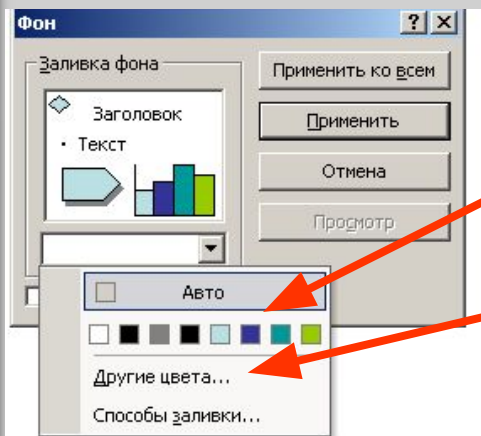 Фон
Заливка фона
Заголовок
• Текст
Применить ко всем
Применить
Отмена
Просмотр
Авто
Другие цвета...
Способы заливки...